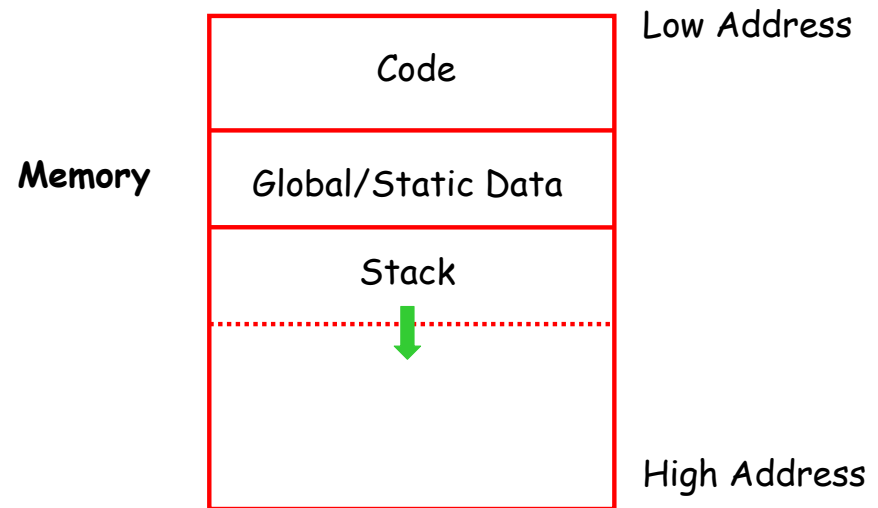 Low Address
Code
Memory
Global/Static Data
Stack
High Address